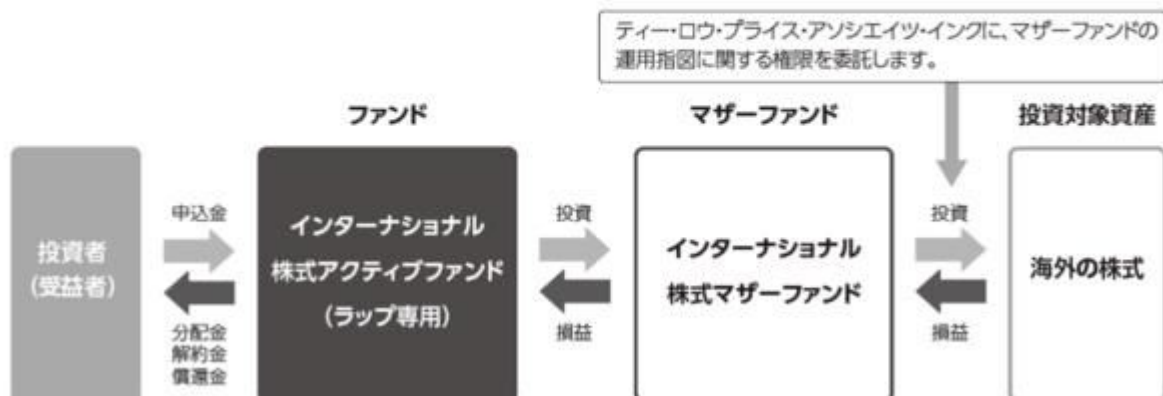 ティー・ロウ・プライス・アソシエイツ・インクに、マザーファンドの
運用指図に関する権限を委託します。
ファンド
マザーファンド
投資対象資産
投資者
(受益者)
申込金
分配金
解約金
償還金
インターナショナル
株式アクティブファンド
(ラップ専用)
投資
損益
インターナショナル
株式マザーファンド
投資
損益
海外の株式